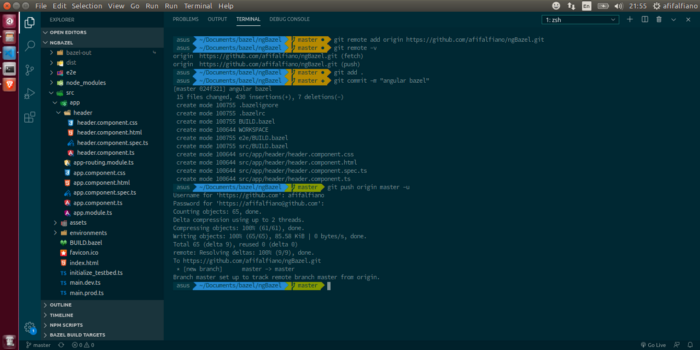 File Edit Selection View Go Run Terminal Help
21:55 afifalfiano
EXPLORER
OPEN EDITORS
NGBAZEL
bazel-out
dist
e2e
node_modules
src
app
header
header.component.css
header.component.html
header.component.spec.ts
header.component.ts
app-routing.module.ts
app.component.css
app.component.html
app.component.spec.ts
app.component.ts
app.module.ts
assets
environments
BUILD.bazel
favicon.ico
index.html
initialize_testbed.ts
main.dev.ts
main.prod.ts
OUTLINE
TIMELINE
NPM SCRIPTS
BAZEL BUILD TARGETS
PROBLEMS OUTPUT TERMINAL DEBUG CONSOLE
1: zsh
asus ~/Documents/bazel/ngBazel master git remote add origin https://github.com/afifalfiano/ngBazel.git
asus ~/Documents/bazel/ngBazel master git remote -v
origin https://github.com/afifalfiano/ngBazel.git (fetch)
origin https://github.com/afifalfiano/ngBazel.git (push)
asus ~/Documents/bazel/ngBazel master git add .
asus ~/Documents/bazel/ngBazel master git commit -m "angular bazel"
[master 824f321] angular bazel
15 files changed, 438 insertions(+), 7 deletions(-)
create mode 100755 .bazelignore
create mode 100755 .bazelrc
create mode 100755 BUILD.bazel
create mode 100644 WORKSPACE
create mode 100755 e2e/BUILD.bazel
create mode 100755 src/BUILD.bazel
create mode 100644 src/app/header/header.component.css
create mode 100644 src/app/header/header.component.html
create mode 100644 src/app/header/header.component.spec.ts
create mode 100644 src/app/header/header.component.ts
asus ~/Documents/bazel/ngBazel master git push origin master -u
Username for 'https://github.com': afifalfiano
Password for 'https://afifalfiano@github.com':
Counting objects: 65, done.
Delta compression using up to 2 threads.
Compressing objects: 100% (61/61), done.
Writing objects: 100% (65/65), 85.58 KiB | 0 bytes/s, done.
Total 65 (delta 9), reused 0 (delta 0)
remote: Resolving deltas: 100% (9/9), done.
To https://github.com/afifalfiano/ngBazel.git
* [new branch] master -> master
Branch master set up to track remote branch master from origin.
asus ~/Documents/bazel/ngBazel master
master 0 0 Go Live